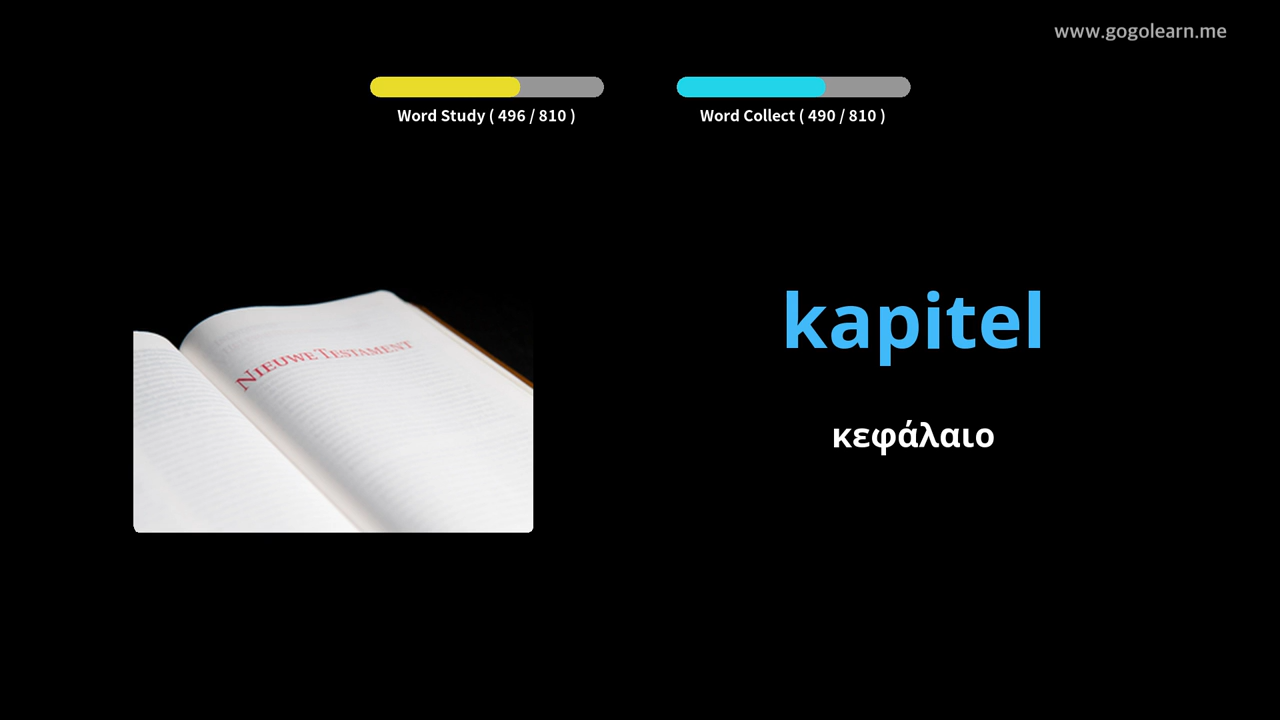 www.gogolearn.me
Word Study ( 496 / 810 )
Word Collect ( 490 / 810 )
NIEUWE TESTAMENT
kapitel
κεφάλαιο